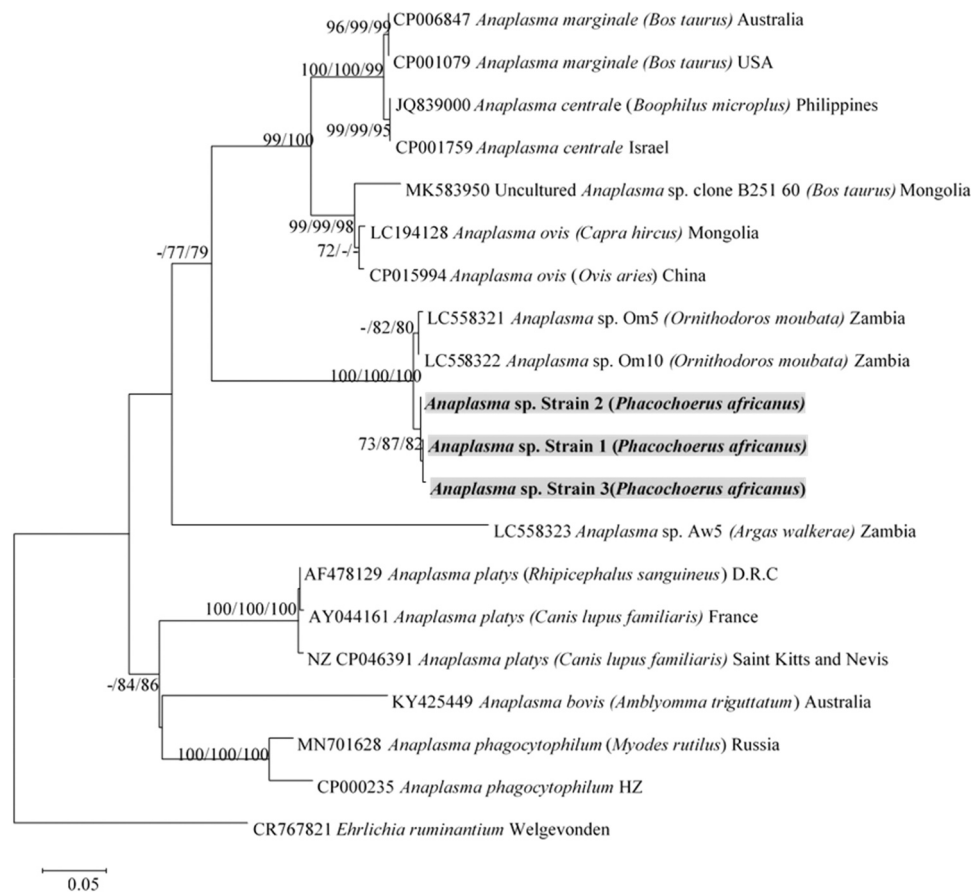 CP006847 Anaplasma marginale (Bos taurus) Australia
96/99/99
CP001079 Anaplasma marginale (Bos taurus) USA
100/100/99
JQ839000 Anaplasma centrale (Boophilus microplus) Philippines
99/99/95
99/100
CP001759 Anaplasma centrale Israel
MK583950 Uncultured Anaplasma sp. clone B251 60 (Bos taurus) Mongolia
99/99/98
LC194128 Anaplasma ovis (Capra hircus) Mongolia
72/-/-
-/77/79
CP015994 Anaplasma ovis (Ovis aries) China
LC558321 Anaplasma sp. Om5 (Ornithodoros moubata) Zambia
-/82/80
LC558322 Anaplasma sp. Om10 (Ornithodoros moubata) Zambia
100/100/100
Anaplasma sp. Strain 2 (Phacochoerus africanus)
73/87/82
Anaplasma sp. Strain 1 (Phacochoerus africanus)
Anaplasma sp. Strain 3(Phacochoerus africanus)
LC558323 Anaplasma sp. Aw5 (Argas walkerae) Zambia
AF478129 Anaplasma platys (Rhipicephalus sanguineus) D.R.C
100/100/100
AY044161 Anaplasma platys (Canis lupus familiaris) France
NZ CP046391 Anaplasma platys (Canis lupus familiaris) Saint Kitts and Nevis
-/84/86
KY425449 Anaplasma bovis (Amblyomma triguttatum) Australia
MN701628 Anaplasma phagocytophilum (Myodes rutilus) Russia
100/100/100
CP000235 Anaplasma phagocytophilum HZ
CR767821 Ehrlichia ruminantium Welgevonden
0.05